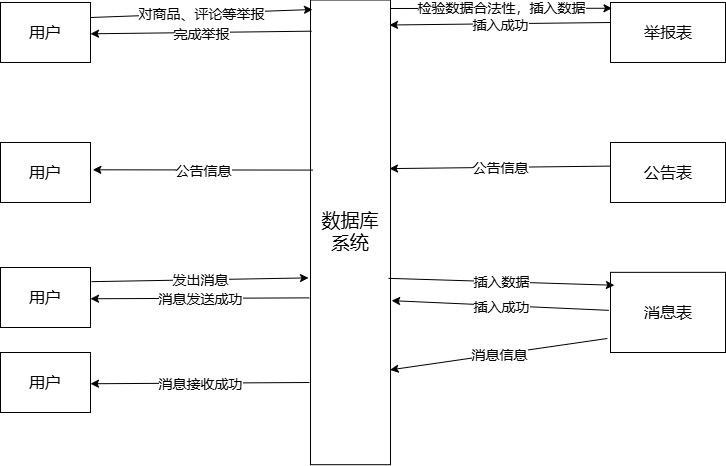 对商品、评论等举报
检验数据合法性，插入数据
用户
完成举报
插入成功
举报表
用户
公告信息
公告信息
公告表
数据库
系统
发出消息
插入数据
用户
消息发送成功
插入成功
消息表
消息信息
用户
消息接收成功